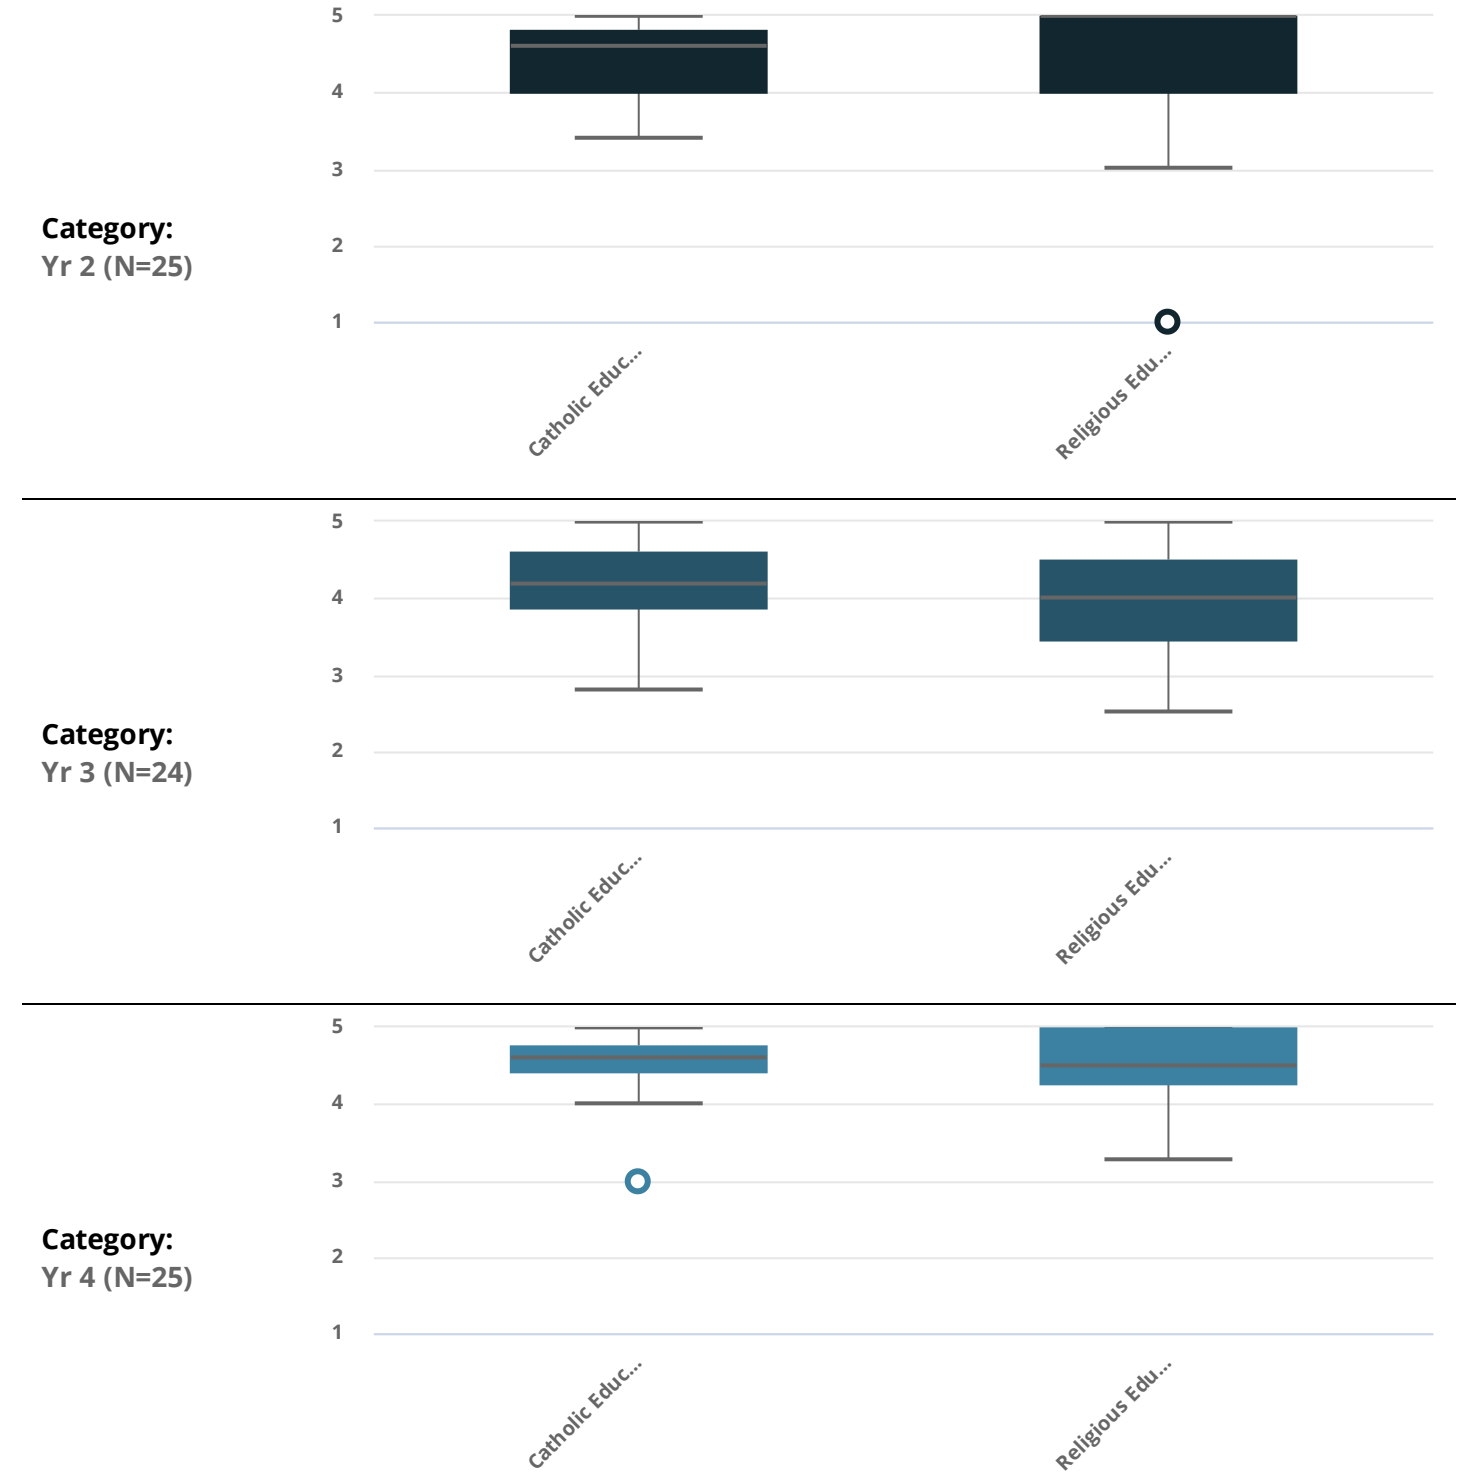 5
4
3
2
1
Category:
Yr 2 (N=25)
Catholic Educ...
Religious Edu...
5
4
3
2
1
Category:
Yr 3 (N=24)
Catholic Educ...
Religious Edu...
5
4
3
2
1
Category:
Yr 4 (N=25)
Catholic Educ...
Religious Edu...